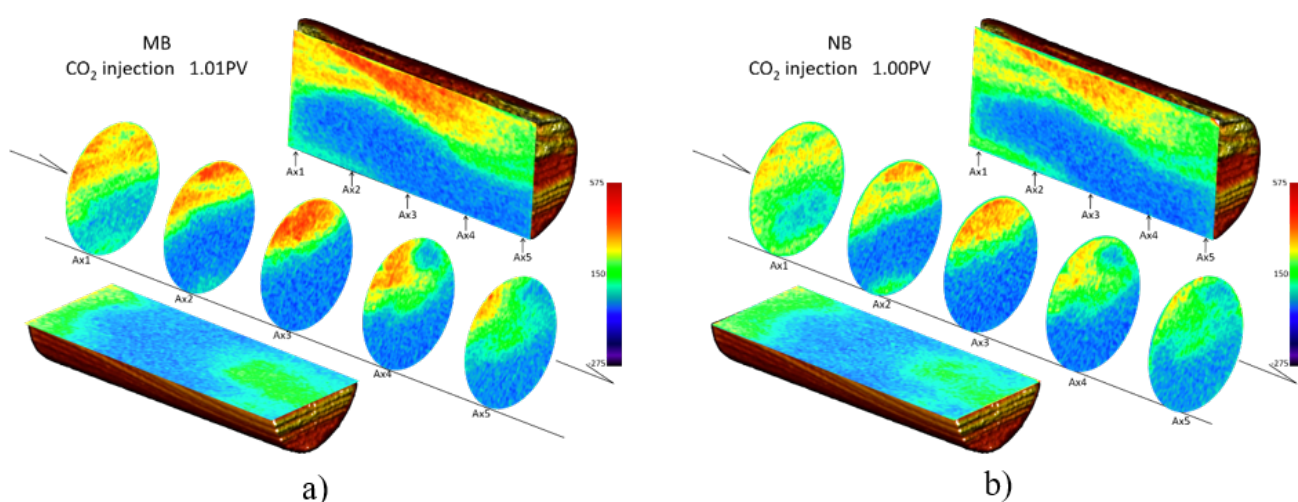 MB
CO₂ injection 1.01PV
Ax1
Ax2
Ax3
Ax4
Ax5
Ax1
Ax2
Ax3
Ax4
Ax5
575
150
-275
a)
NB
CO₂ injection 1.00PV
Ax1
Ax2
Ax3
Ax4
Ax5
Ax1
Ax2
Ax3
Ax4
Ax5
575
150
-275
b)